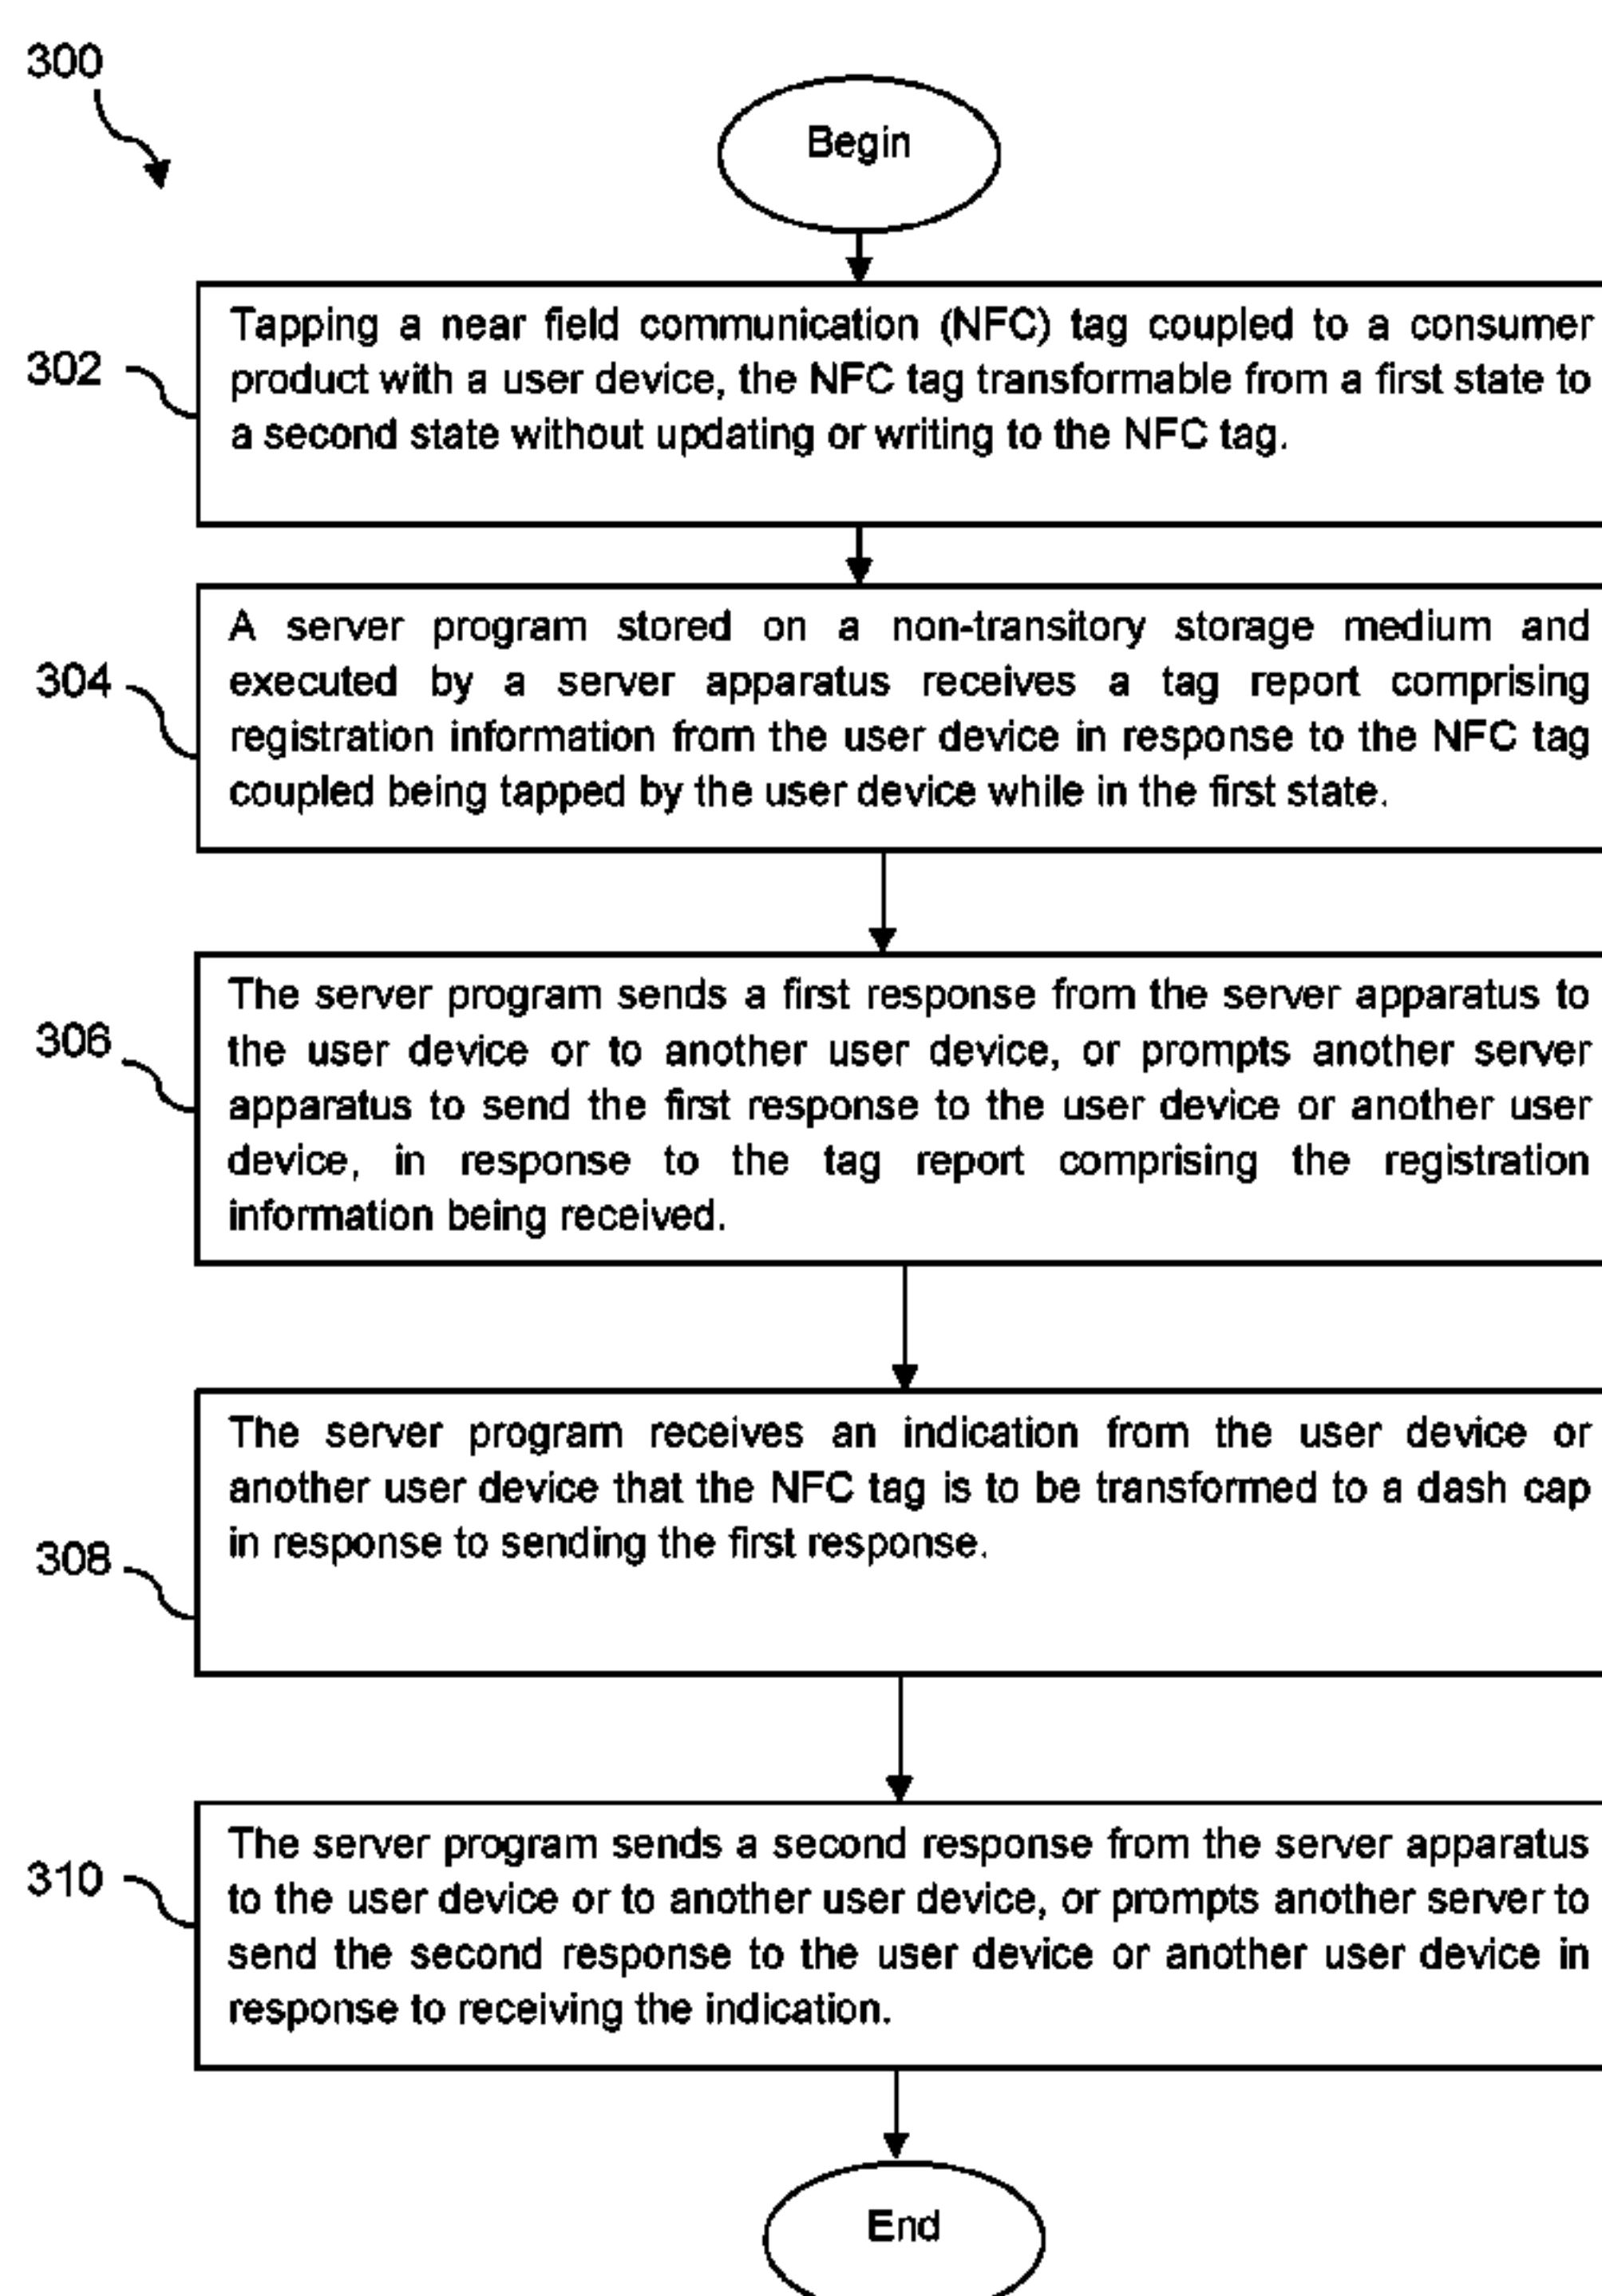 300
Begin
302
Tapping a near field communication (NFC) tag coupled to a consumer
product with a user device, the NFC tag transformable from a first state to
a second state without updating or writing to the NFC tag.
304
A server program stored on a non-transitory storage medium and
executed by a server apparatus receives a tag report comprising
registration information from the user device in response to the NFC tag
coupled being tapped by the user device while in the first state.
306
The server program sends a first response from the server apparatus to
the user device or to another user device, or prompts another server
apparatus to send the first response to the user device or another user
device, in response to the tag report comprising the registration
information being received.
308
The server program receives an indication from the user device or
another user device that the NFC tag is to be transformed to a dash cap
in response to sending the first response.
310
The server program sends a second response from the server apparatus
to the user device or to another user device, or prompts another server to
send the second response to the user device or another user device in
response to receiving the indication.
End